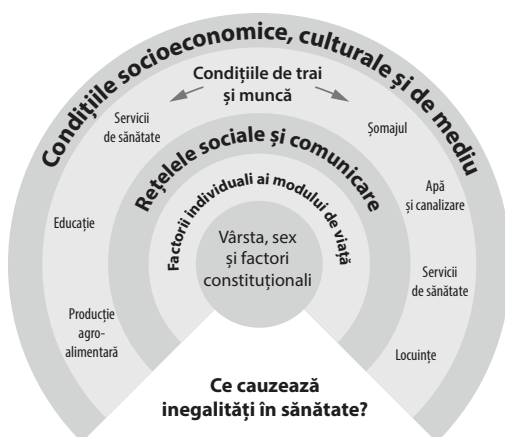 Condițiile socioeconomice, culturale și de mediu
Condițiile de trai
și muncă
Servicii
de sănătate
Șomajul
Rețelele sociale și comunicare
Factorii individuali ai modului de viață
Apă
și canalizare
Educație
Vârsta, sex
și factori
constituționali
Servicii
de sănătate
Producție
agro-
alimentară
Locuințe
Ce cauzează
inegalități în sănătate?